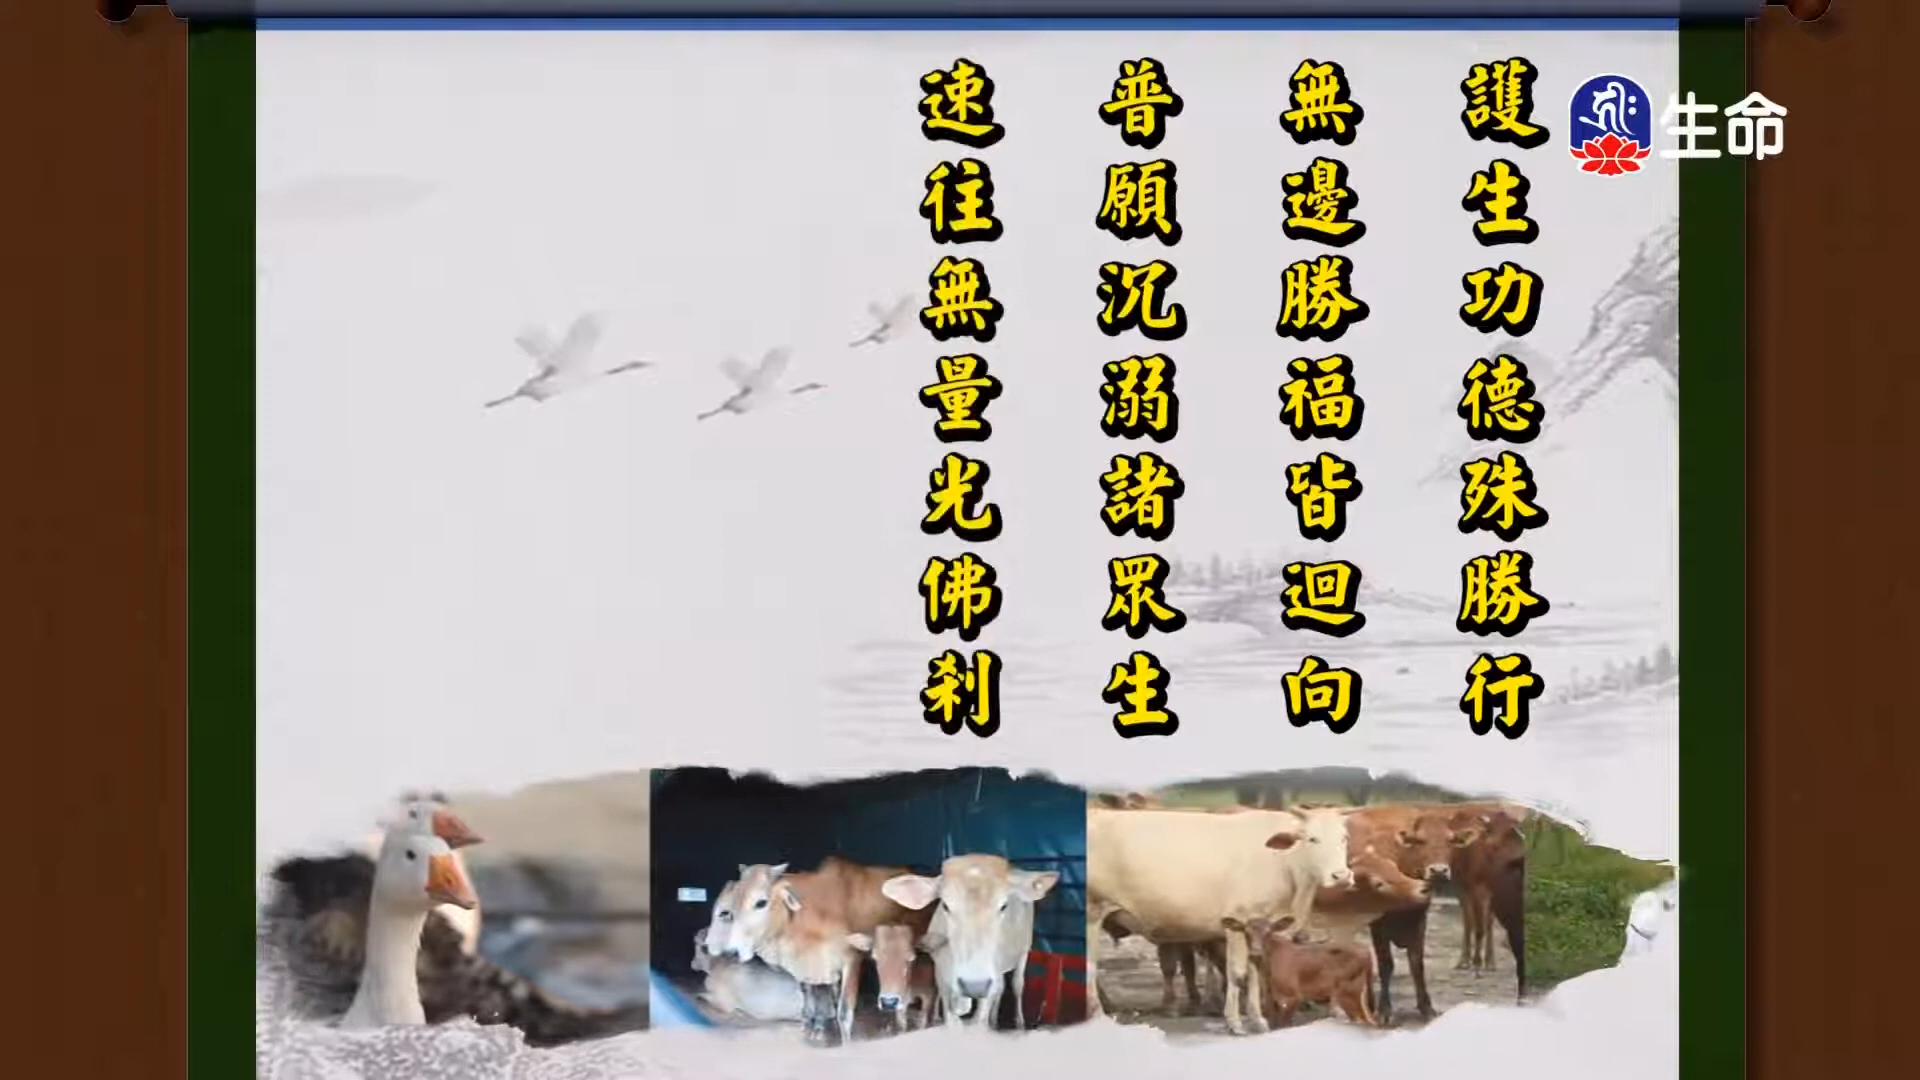 護生功德殊勝行
無邊勝福皆迴向
普願沉溺諸眾生
速往無量光佛剎
生命